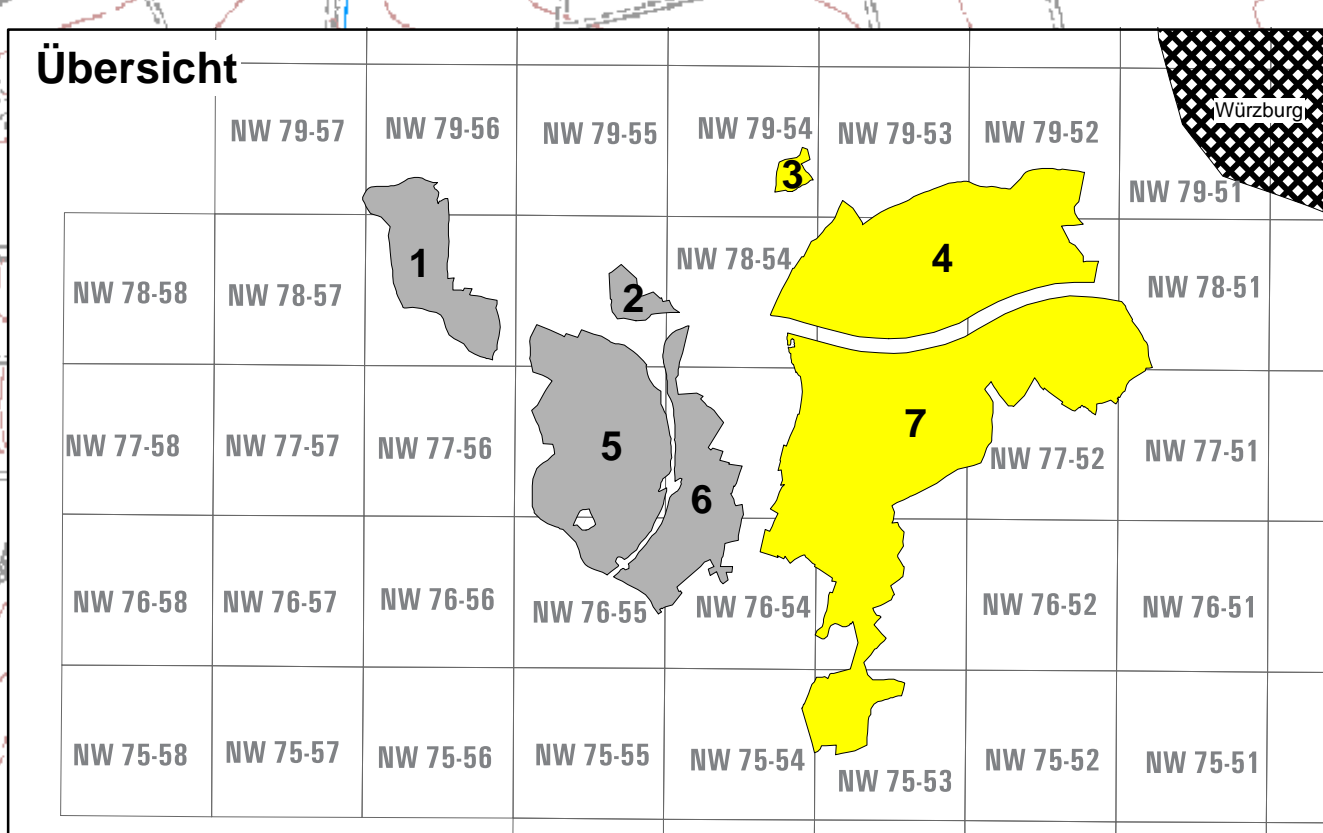 Übersicht
Würzburg
NW 79-57
NW 79-56
NW 79-55
NW 79-54
NW 79-53
NW 79-52
NW 79-51
3
1
2
NW 78-54
4
NW 78-58
NW 78-57
NW 78-51
5
7
NW 77-58
NW 77-57
NW 77-56
NW 77-52
NW 77-51
6
NW 76-58
NW 76-57
NW 76-56
NW 76-55
NW 76-54
NW 76-52
NW 76-51
NW 75-58
NW 75-57
NW 75-56
NW 75-55
NW 75-54
NW 75-53
NW 75-52
NW 75-51